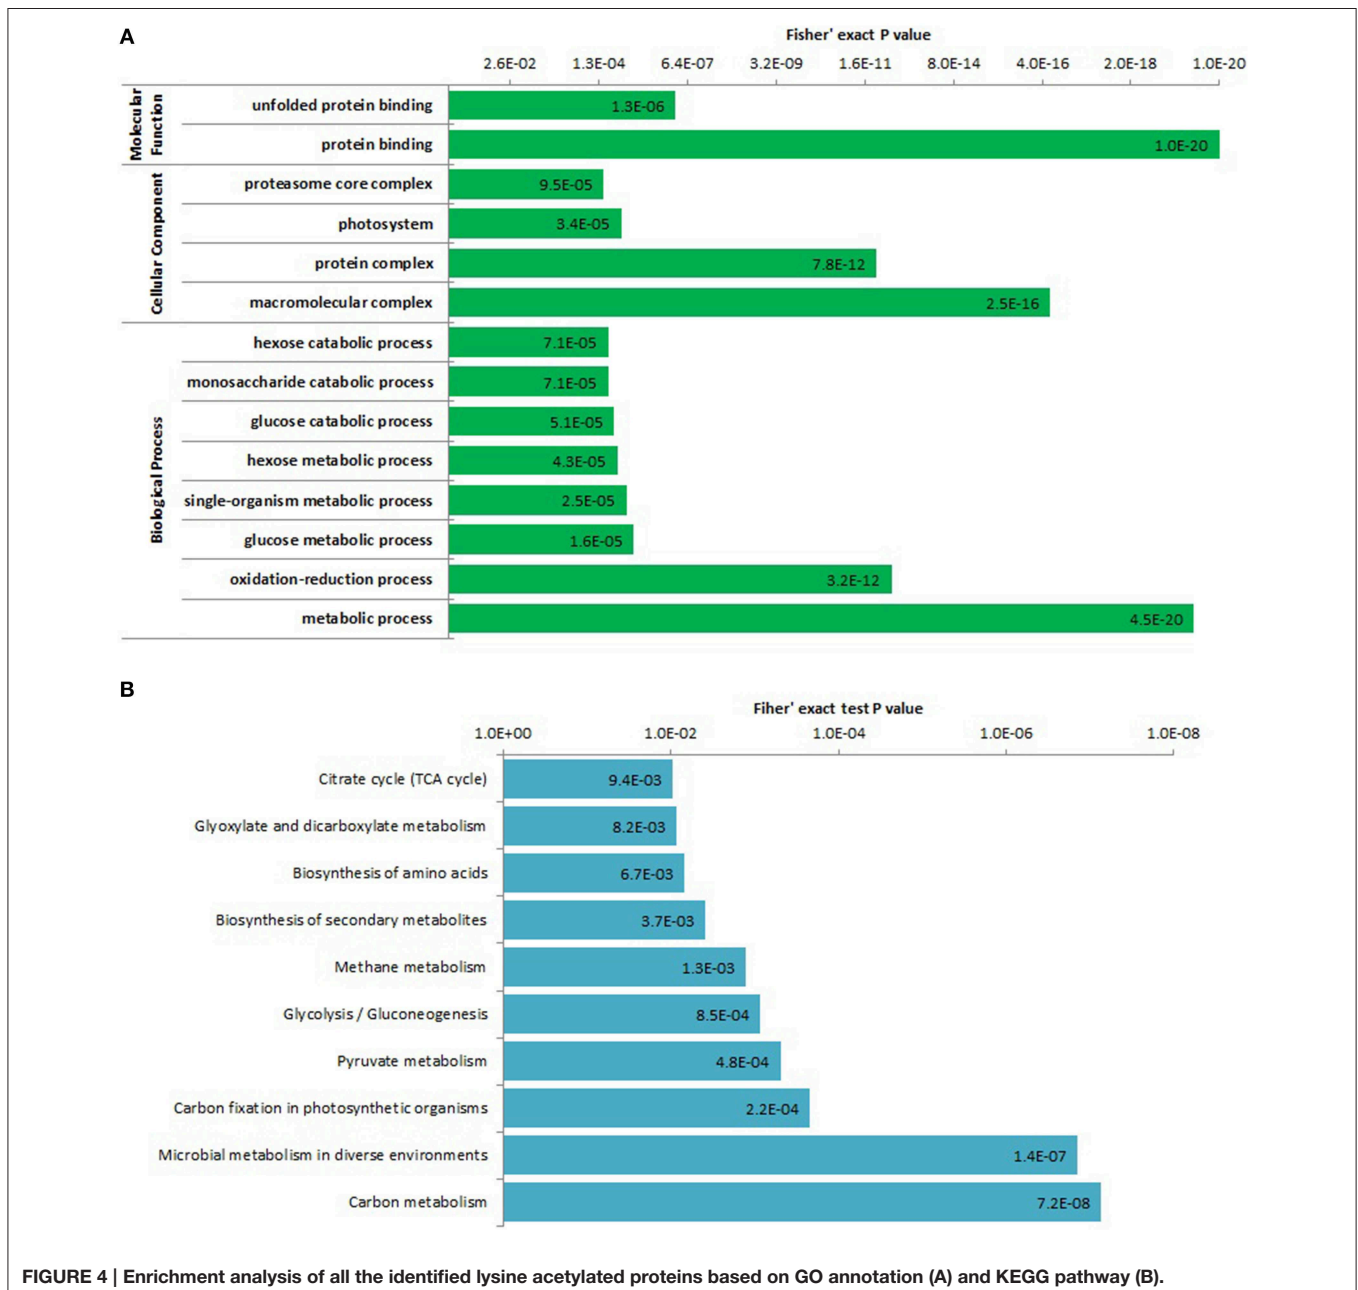 A
Fisher' exact P value
2.6E-02 1.3E-04 6.4E-07 3.2E-09 1.6E-11 8.0E-14 4.0E-16 2.0E-18 1.0E-20
Molecular
Function
unfolded protein binding 1.3E-06
protein binding 1.0E-20
Cellular Component
proteasome core complex 9.5E-05
photosystem 3.4E-05
protein complex 7.8E-12
macromolecular complex 2.5E-16
Biological Process
hexose catabolic process 7.1E-05
monosaccharide catabolic process 7.1E-05
glucose catabolic process 5.1E-05
hexose metabolic process 4.3E-05
single-organism metabolic process 2.5E-05
glucose metabolic process 1.6E-05
oxidation-reduction process 3.2E-12
metabolic process 4.5E-20
B
Fiher' exact test P value
1.0E+00 1.0E-02 1.0E-04 1.0E-06 1.0E-08
Citrate cycle (TCA cycle) 9.4E-03
Glyoxylate and dicarboxylate metabolism 8.2E-03
Biosynthesis of amino acids 6.7E-03
Biosynthesis of secondary metabolites 3.7E-03
Methane metabolism 1.3E-03
Glycolysis / Gluconeogenesis 8.5E-04
Pyruvate metabolism 4.8E-04
Carbon fixation in photosynthetic organisms 2.2E-04
Microbial metabolism in diverse environments 1.4E-07
Carbon metabolism 7.2E-08
FIGURE 4 | Enrichment analysis of all the identified lysine acetylated proteins based on GO annotation (A) and KEGG pathway (B).